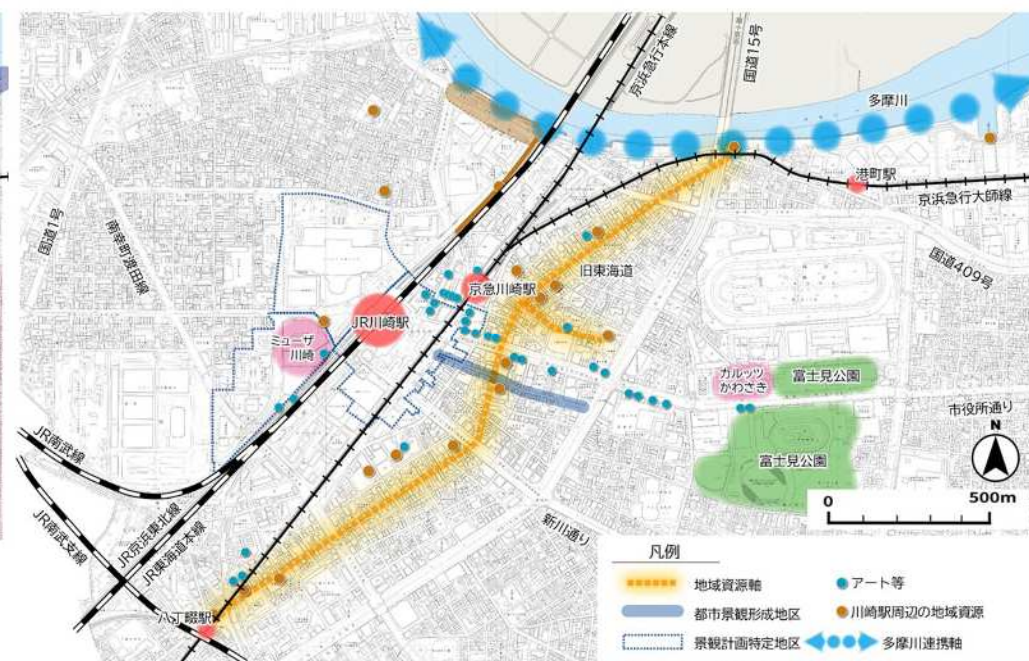 京浜急行本線
国道15号
多摩川
港町駅
京浜急行大師線
国道1号
南幸町渡田線
旧東海道
国道409号
京急川崎駅
JR川崎駅
ミューザ
川崎
カルッツ
かわさき
富士見公園
市役所通り
N
富士見公園
0 500m
JR南武線
JR南武支線
JR京浜東北線
JR東海道本線
新川通り
八丁畷駅
凡例
地域資源軸
アート等
都市景観形成地区
川崎駅周辺の地域資源
景観計画特定地区
多摩川連携軸